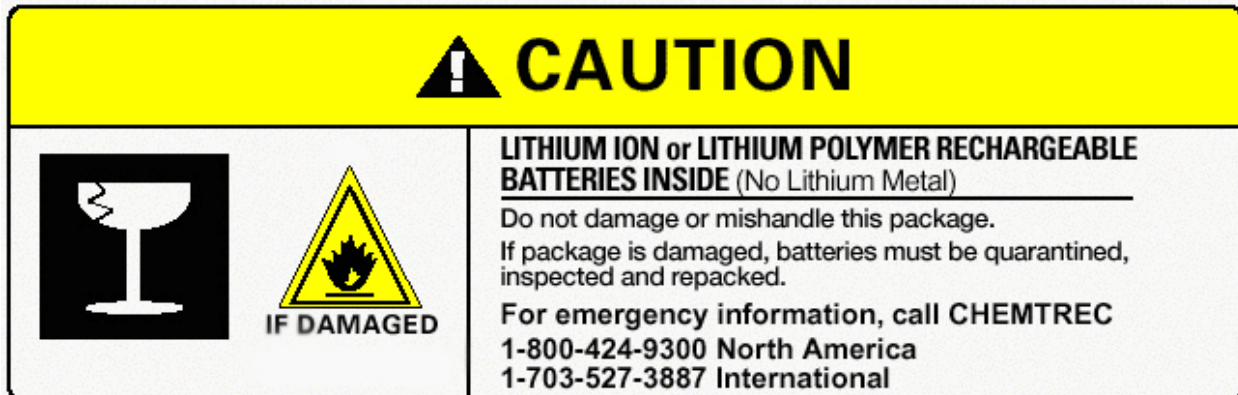 CAUTION
IF DAMAGED
LITHIUM ION or LITHIUM POLYMER RECHARGEABLE
BATTERIES INSIDE (No Lithium Metal)
Do not damage or mishandle this package.
If package is damaged, batteries must be quarantined,
inspected and repacked.
For emergency information, call CHEMTREC
1-800-424-9300 North America
1-703-527-3887 International